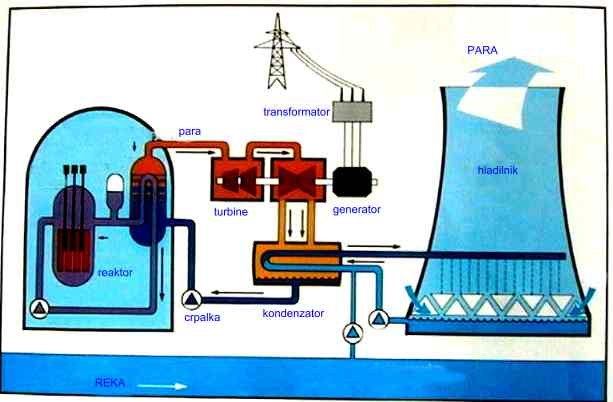 PARA
transformator
para
hladilnik
turbine
generator
reaktor
crpalka
kondenzator
REKA